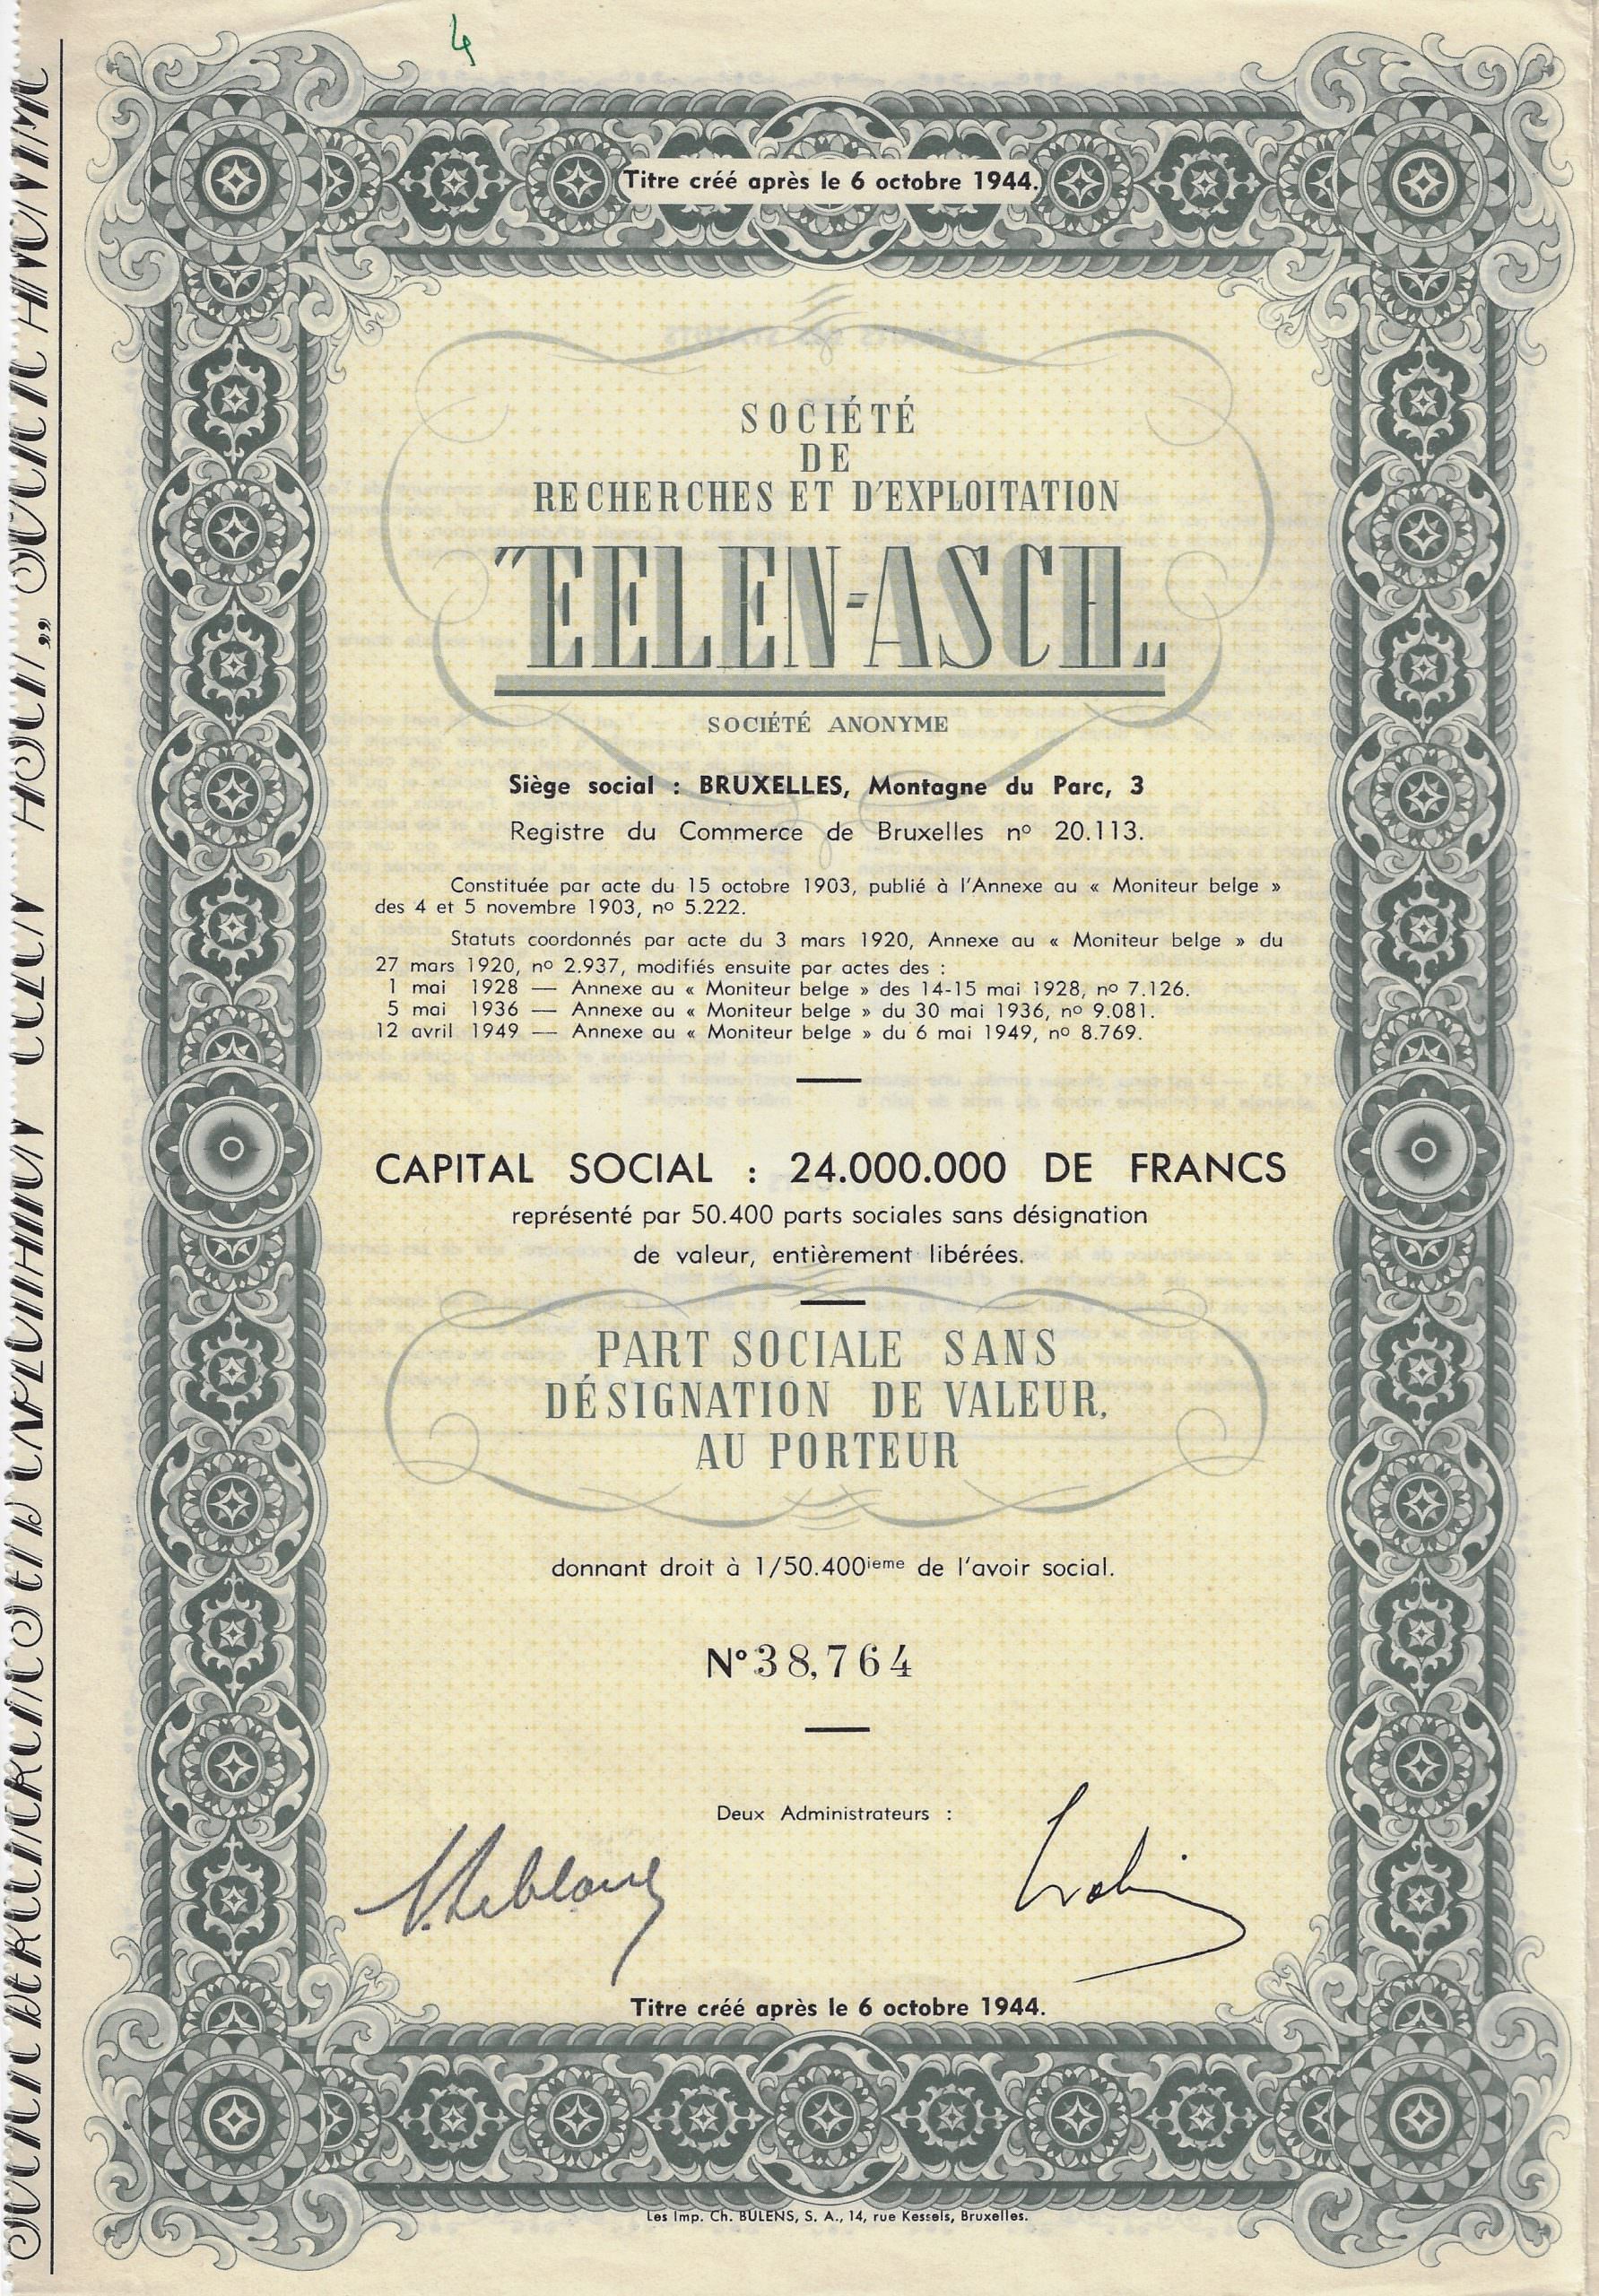 4
Titre créé après le 6 octobre 1944.
SOCIÉTÉ
DE
RECHERCHES ET D'EXPLOITATION
"EELEN-ASCH„
SOCIÉTÉ ANONYME
Siège social : BRUXELLES, Montagne du Parc, 3
Registre du Commerce de Bruxelles nº 20.113.
Constituée par acte du 15 octobre 1903, publié à l'Annexe au « Moniteur belge »
des 4 et 5 novembre 1903, nº 5.222.
Statuts coordonnés par acte du 3 mars 1920, Annexe au « Moniteur belge » du
27 mars 1920, nº 2.937, modifiés ensuite par actes des :
1 mai 1928 — Annexe au « Moniteur belge » des 14-15 mai 1928, nº 7.126.
5 mai 1936 — Annexe au « Moniteur belge » du 30 mai 1936, nº 9.081.
12 avril 1949 — Annexe au « Moniteur belge » du 6 mai 1949, nº 8.769.
CAPITAL SOCIAL : 24.000.000 DE FRANCS
représenté par 50.400 parts sociales sans désignation
de valeur, entièrement libérées.
PART SOCIALE SANS
DÉSIGNATION DE VALEUR,
AU PORTEUR
donnant droit à 1/50.400ieme de l'avoir social.
Nº 38,764
Deux Administrateurs :
Titre créé après le 6 octobre 1944.
Les Imp. Ch. BULENS, S. A., 14, rue Kessels, Bruxelles.